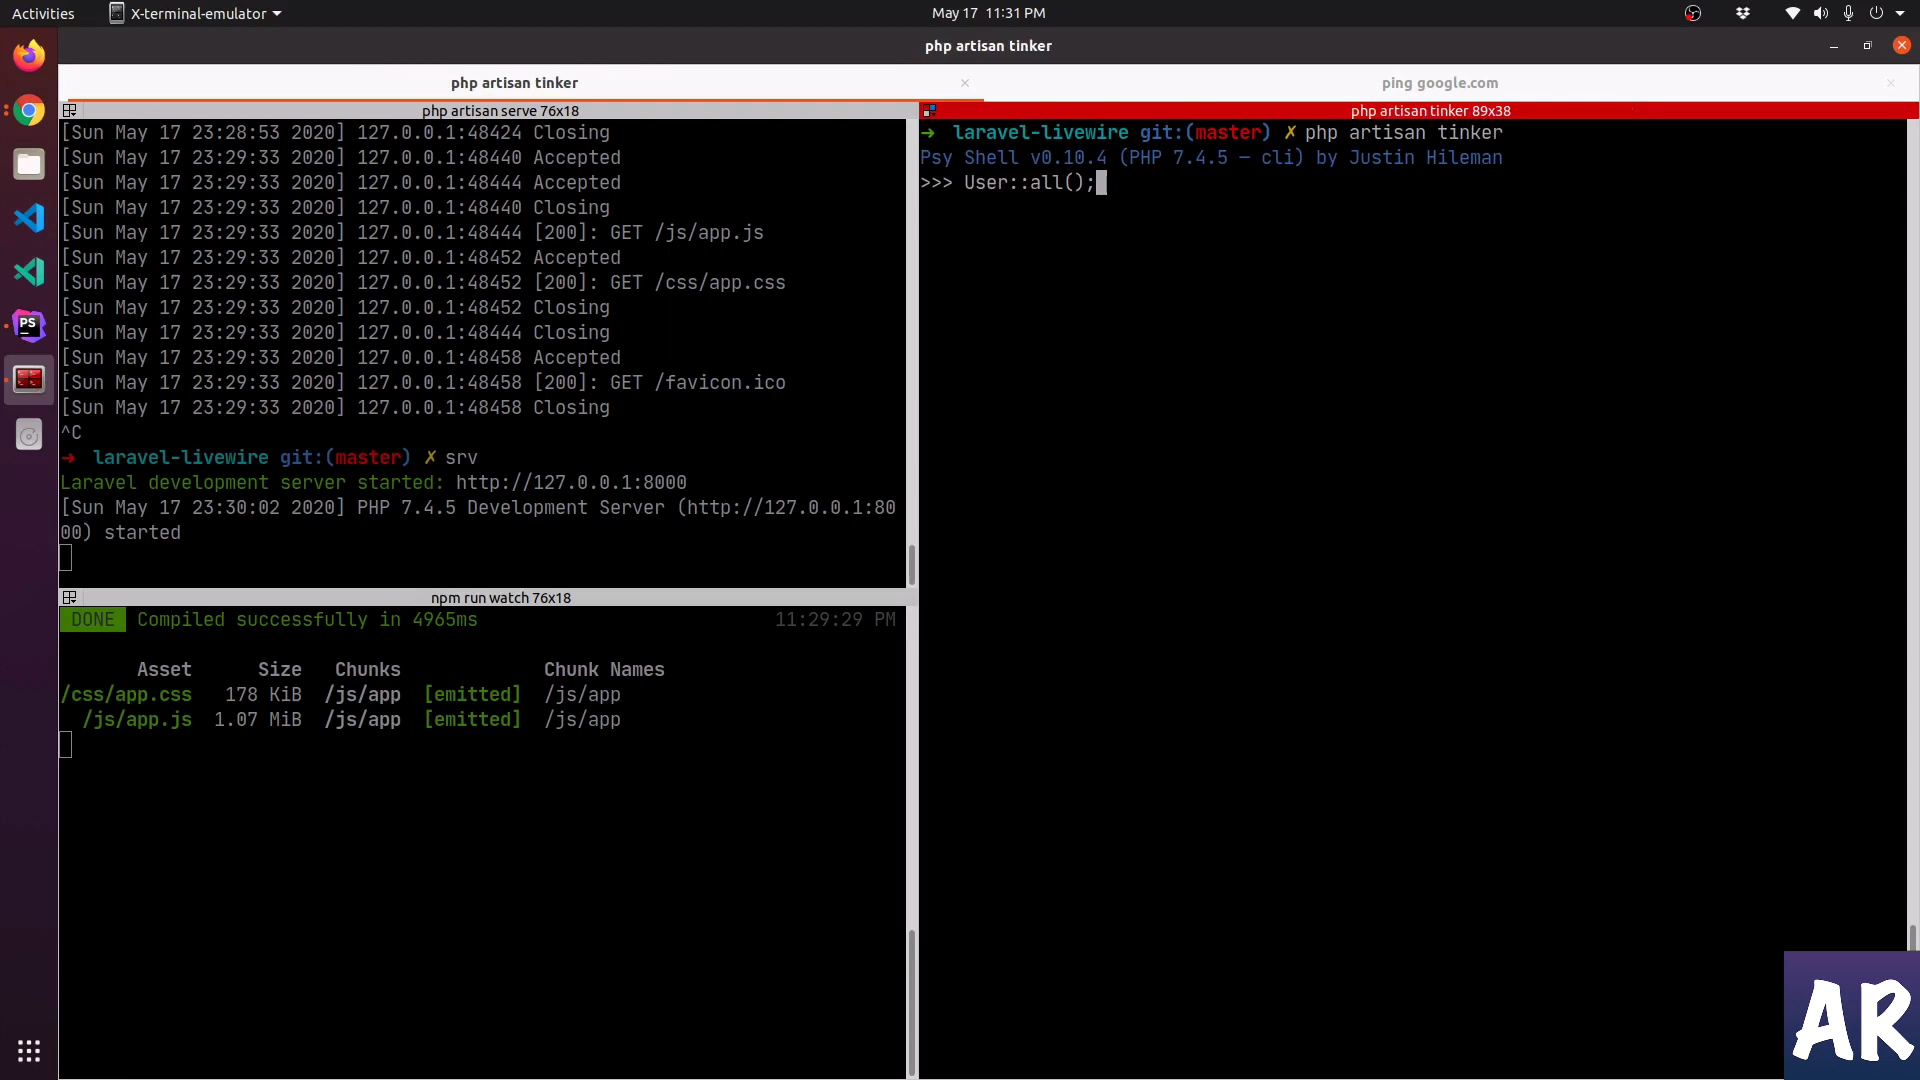 Activities
X-terminal-emulator
May 17 11:31 PM
php artisan tinker
php artisan tinker
×
ping google.com
×
php artisan serve 76x18
[Sun May 17 23:28:53 2020] 127.0.0.1:48424 Closing
[Sun May 17 23:29:33 2020] 127.0.0.1:48440 Accepted
[Sun May 17 23:29:33 2020] 127.0.0.1:48444 Accepted
[Sun May 17 23:29:33 2020] 127.0.0.1:48440 Closing
[Sun May 17 23:29:33 2020] 127.0.0.1:48444 [200]: GET /js/app.js
[Sun May 17 23:29:33 2020] 127.0.0.1:48452 Accepted
[Sun May 17 23:29:33 2020] 127.0.0.1:48452 [200]: GET /css/app.css
[Sun May 17 23:29:33 2020] 127.0.0.1:48452 Closing
[Sun May 17 23:29:33 2020] 127.0.0.1:48444 Closing
[Sun May 17 23:29:33 2020] 127.0.0.1:48458 Accepted
[Sun May 17 23:29:33 2020] 127.0.0.1:48458 [200]: GET /favicon.ico
[Sun May 17 23:29:33 2020] 127.0.0.1:48458 Closing
^C
➜ laravel-livewire git:(master) ✗ srv
Laravel development server started: http://127.0.0.1:8000
[Sun May 17 23:30:02 2020] PHP 7.4.5 Development Server (http://127.0.0.1:80
00) started
npm run watch 76x18
DONE Compiled successfully in 4965ms 11:29:29 PM
Asset Size Chunks Chunk Names
/css/app.css 178 KiB /js/app [emitted] /js/app
/js/app.js 1.07 MiB /js/app [emitted] /js/app
php artisan tinker 89x38
➜ laravel-livewire git:(master) ✗ php artisan tinker
Psy Shell v0.10.4 (PHP 7.4.5 — cli) by Justin Hileman
>>> User::all();
PS
AR